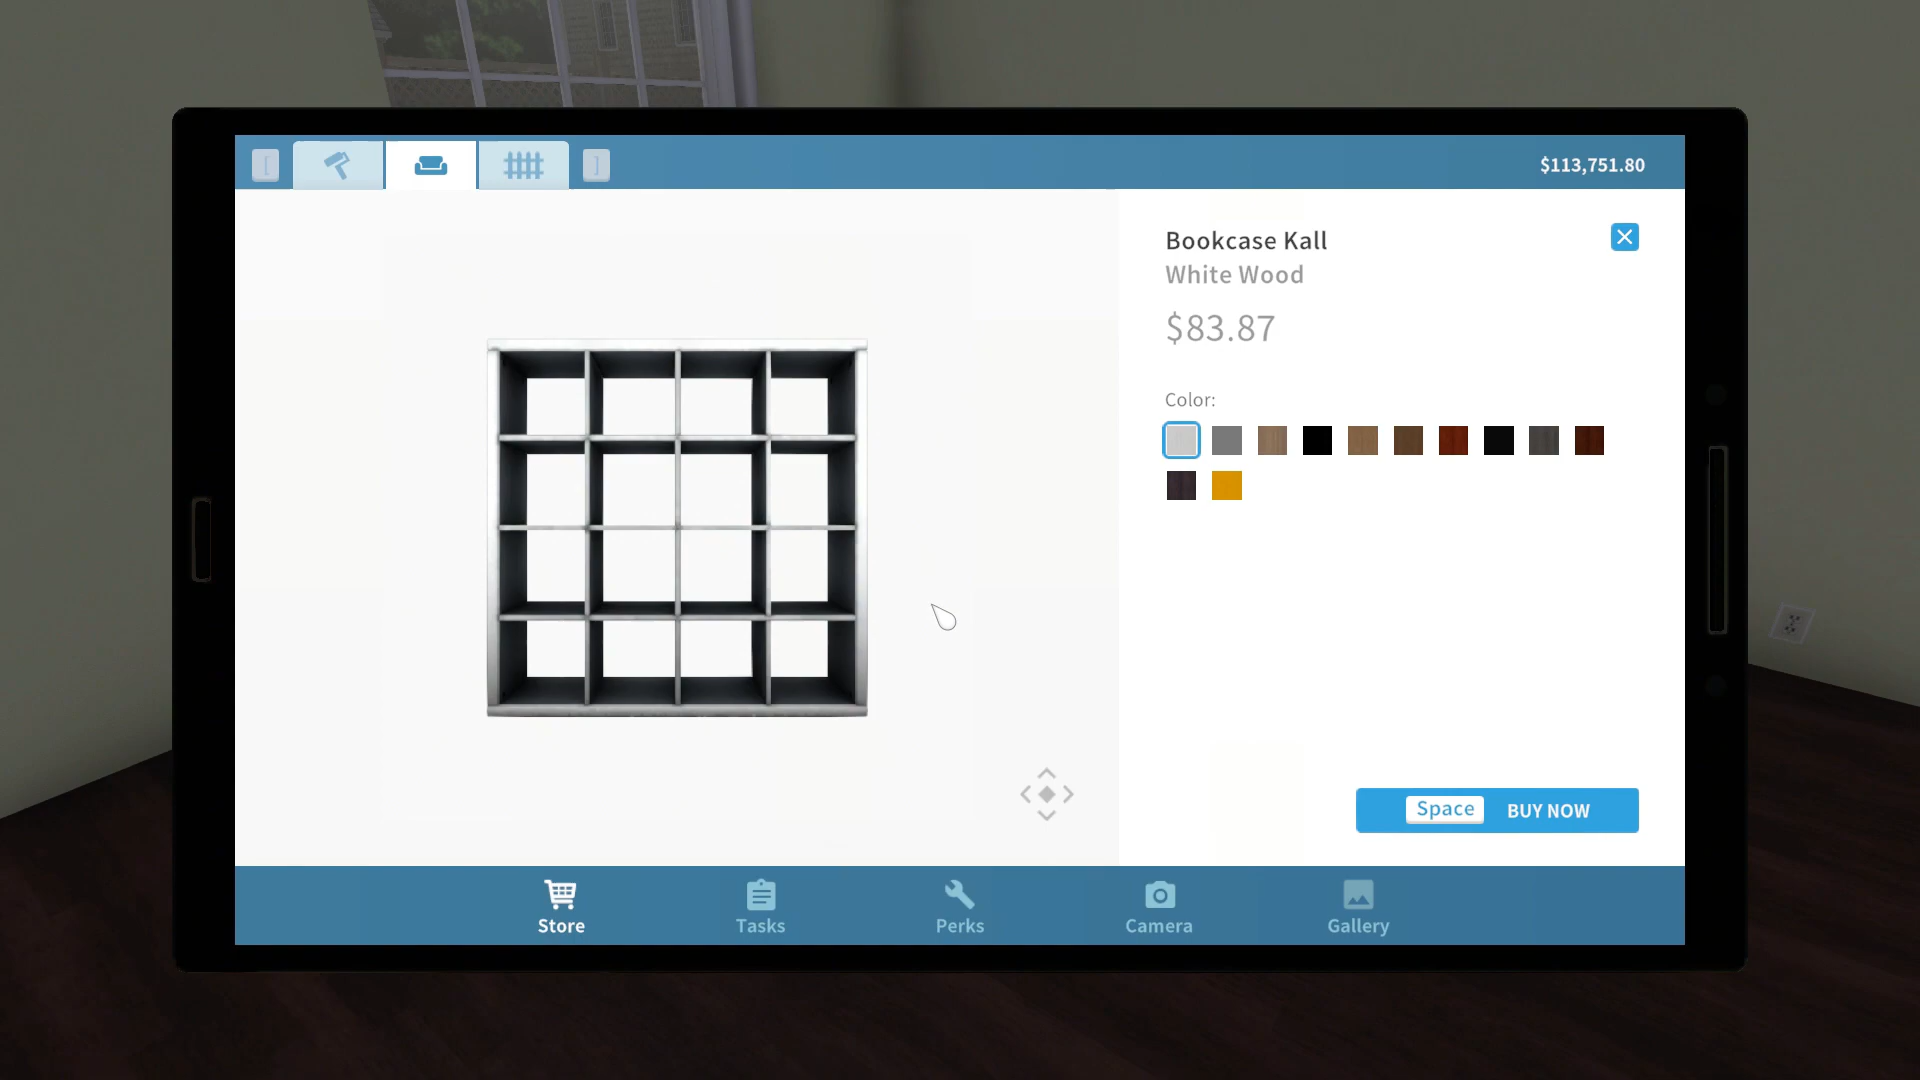 [
]
$113,751.80
Bookcase Kall
White Wood
$83.87
Color:
Space BUY NOW
Store Tasks Perks Camera Gallery